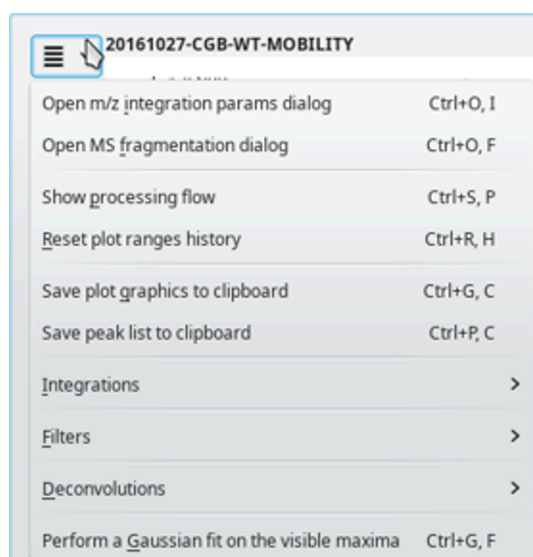 20161027-CGB-WT-MOBILITY
Open m/z integration params dialog Ctrl+O, I
Open MS fragmentation dialog Ctrl+O, F
Show processing flow Ctrl+S, P
Reset plot ranges history Ctrl+R, H
Save plot graphics to clipboard Ctrl+G, C
Save peak list to clipboard Ctrl+P, C
Integrations
Filters
Deconvolutions
Perform a Gaussian fit on the visible maxima Ctrl+G, F